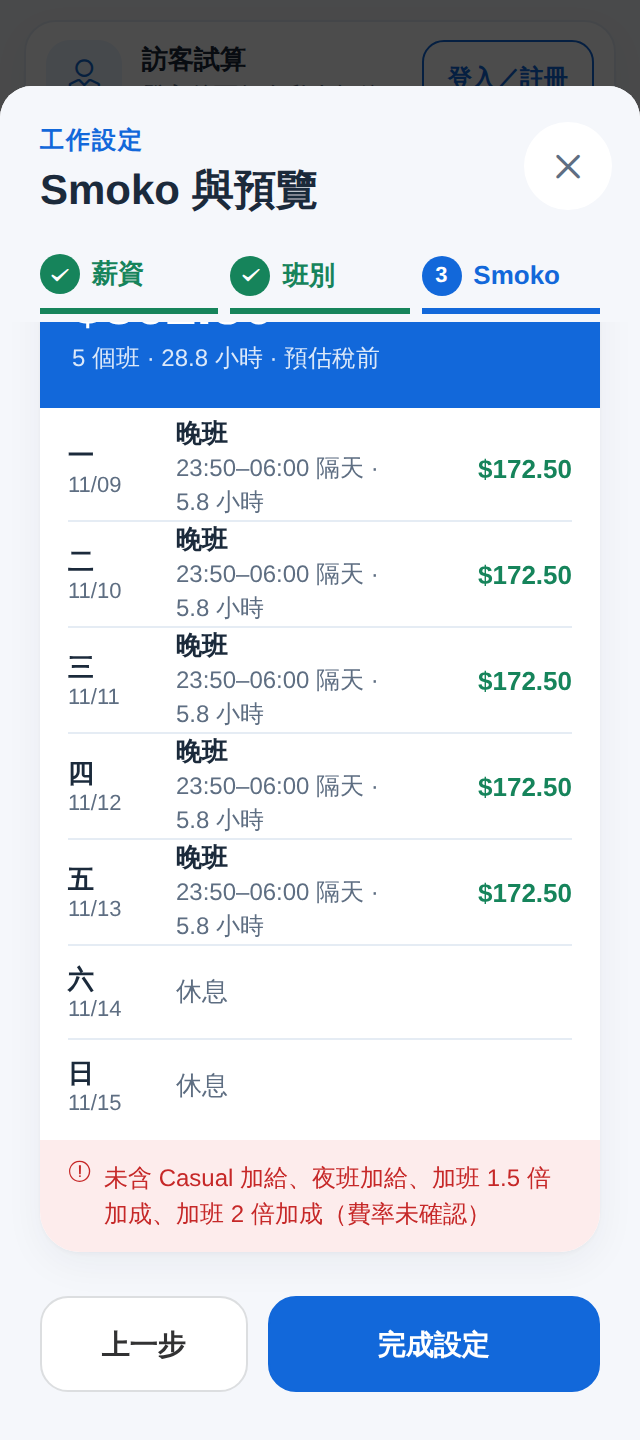 訪客試算
登入／註冊
工作設定
Smoko 與預覽
薪資
班別
3 Smoko
5 個班 · 28.8 小時 · 預估稅前
一
11/09
晚班
23:50–06:00 隔天 ·
5.8 小時
$172.50
二
11/10
晚班
23:50–06:00 隔天 ·
5.8 小時
$172.50
三
11/11
晚班
23:50–06:00 隔天 ·
5.8 小時
$172.50
四
11/12
晚班
23:50–06:00 隔天 ·
5.8 小時
$172.50
五
11/13
晚班
23:50–06:00 隔天 ·
5.8 小時
$172.50
六
11/14
休息
日
11/15
休息
未含 Casual 加給、夜班加給、加班 1.5 倍
加成、加班 2 倍加成（費率未確認）
上一步
完成設定